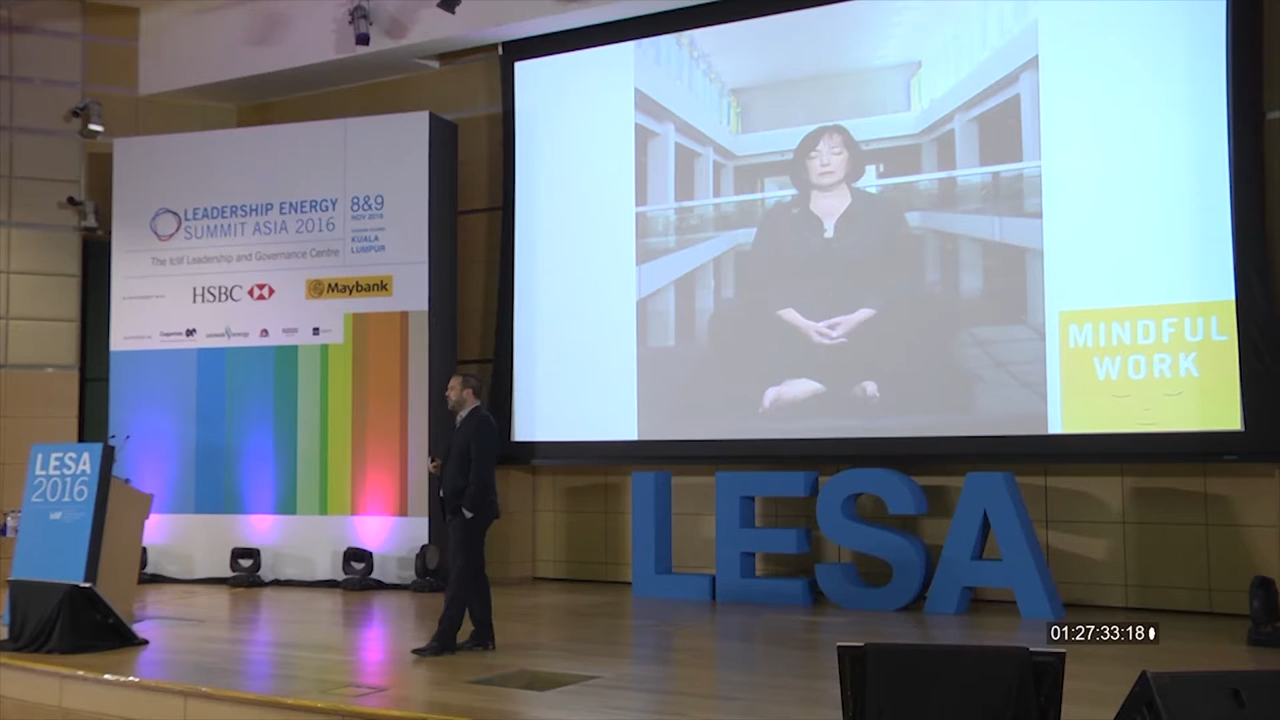 LEADERSHIP ENERGY
SUMMIT ASIA 2016
8&9
NOV 2016
KUALA
LUMPUR
The Iclif Leadership and Governance Centre
HSBC
Maybank
MINDFUL
WORK
LESA
2016
LESA
01:27:33:18